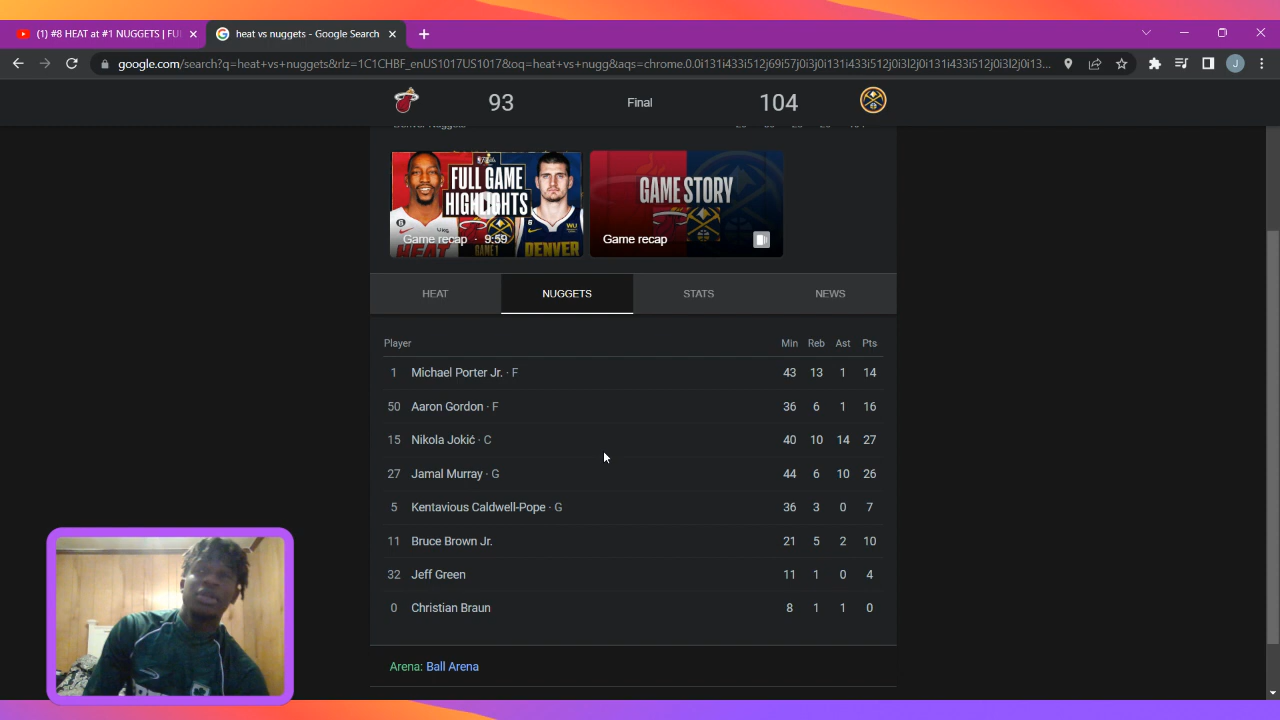 (1) #8 HEAT at #1 NUGGETS | FU
heat vs nuggets - Google Search
google.com/search?q=heat+vs+nuggets&rlz=1C1CHBF_enUS1017US1017&oq=heat+vs+nugg&aqs=chrome.0.0i131i433i512j69i57j0j3j0i131i433i512j0i3l2j0i131i433i512j0i3l2j0i13...
J
93 Final 104
FULL GAME
HIGHLIGHTS
GAME 1
HEAT
DENVER
Game recap · 9:59
GAME STORY
Game recap
HEAT NUGGETS STATS NEWS
Player Min Reb Ast Pts
1 Michael Porter Jr. · F 43 13 1 14
50 Aaron Gordon · F 36 6 1 16
15 Nikola Jokić · C 40 10 14 27
27 Jamal Murray · G 44 6 10 26
5 Kentavious Caldwell-Pope · G 36 3 0 7
11 Bruce Brown Jr. 21 5 2 10
32 Jeff Green 11 1 0 4
0 Christian Braun 8 1 1 0
Arena: Ball Arena